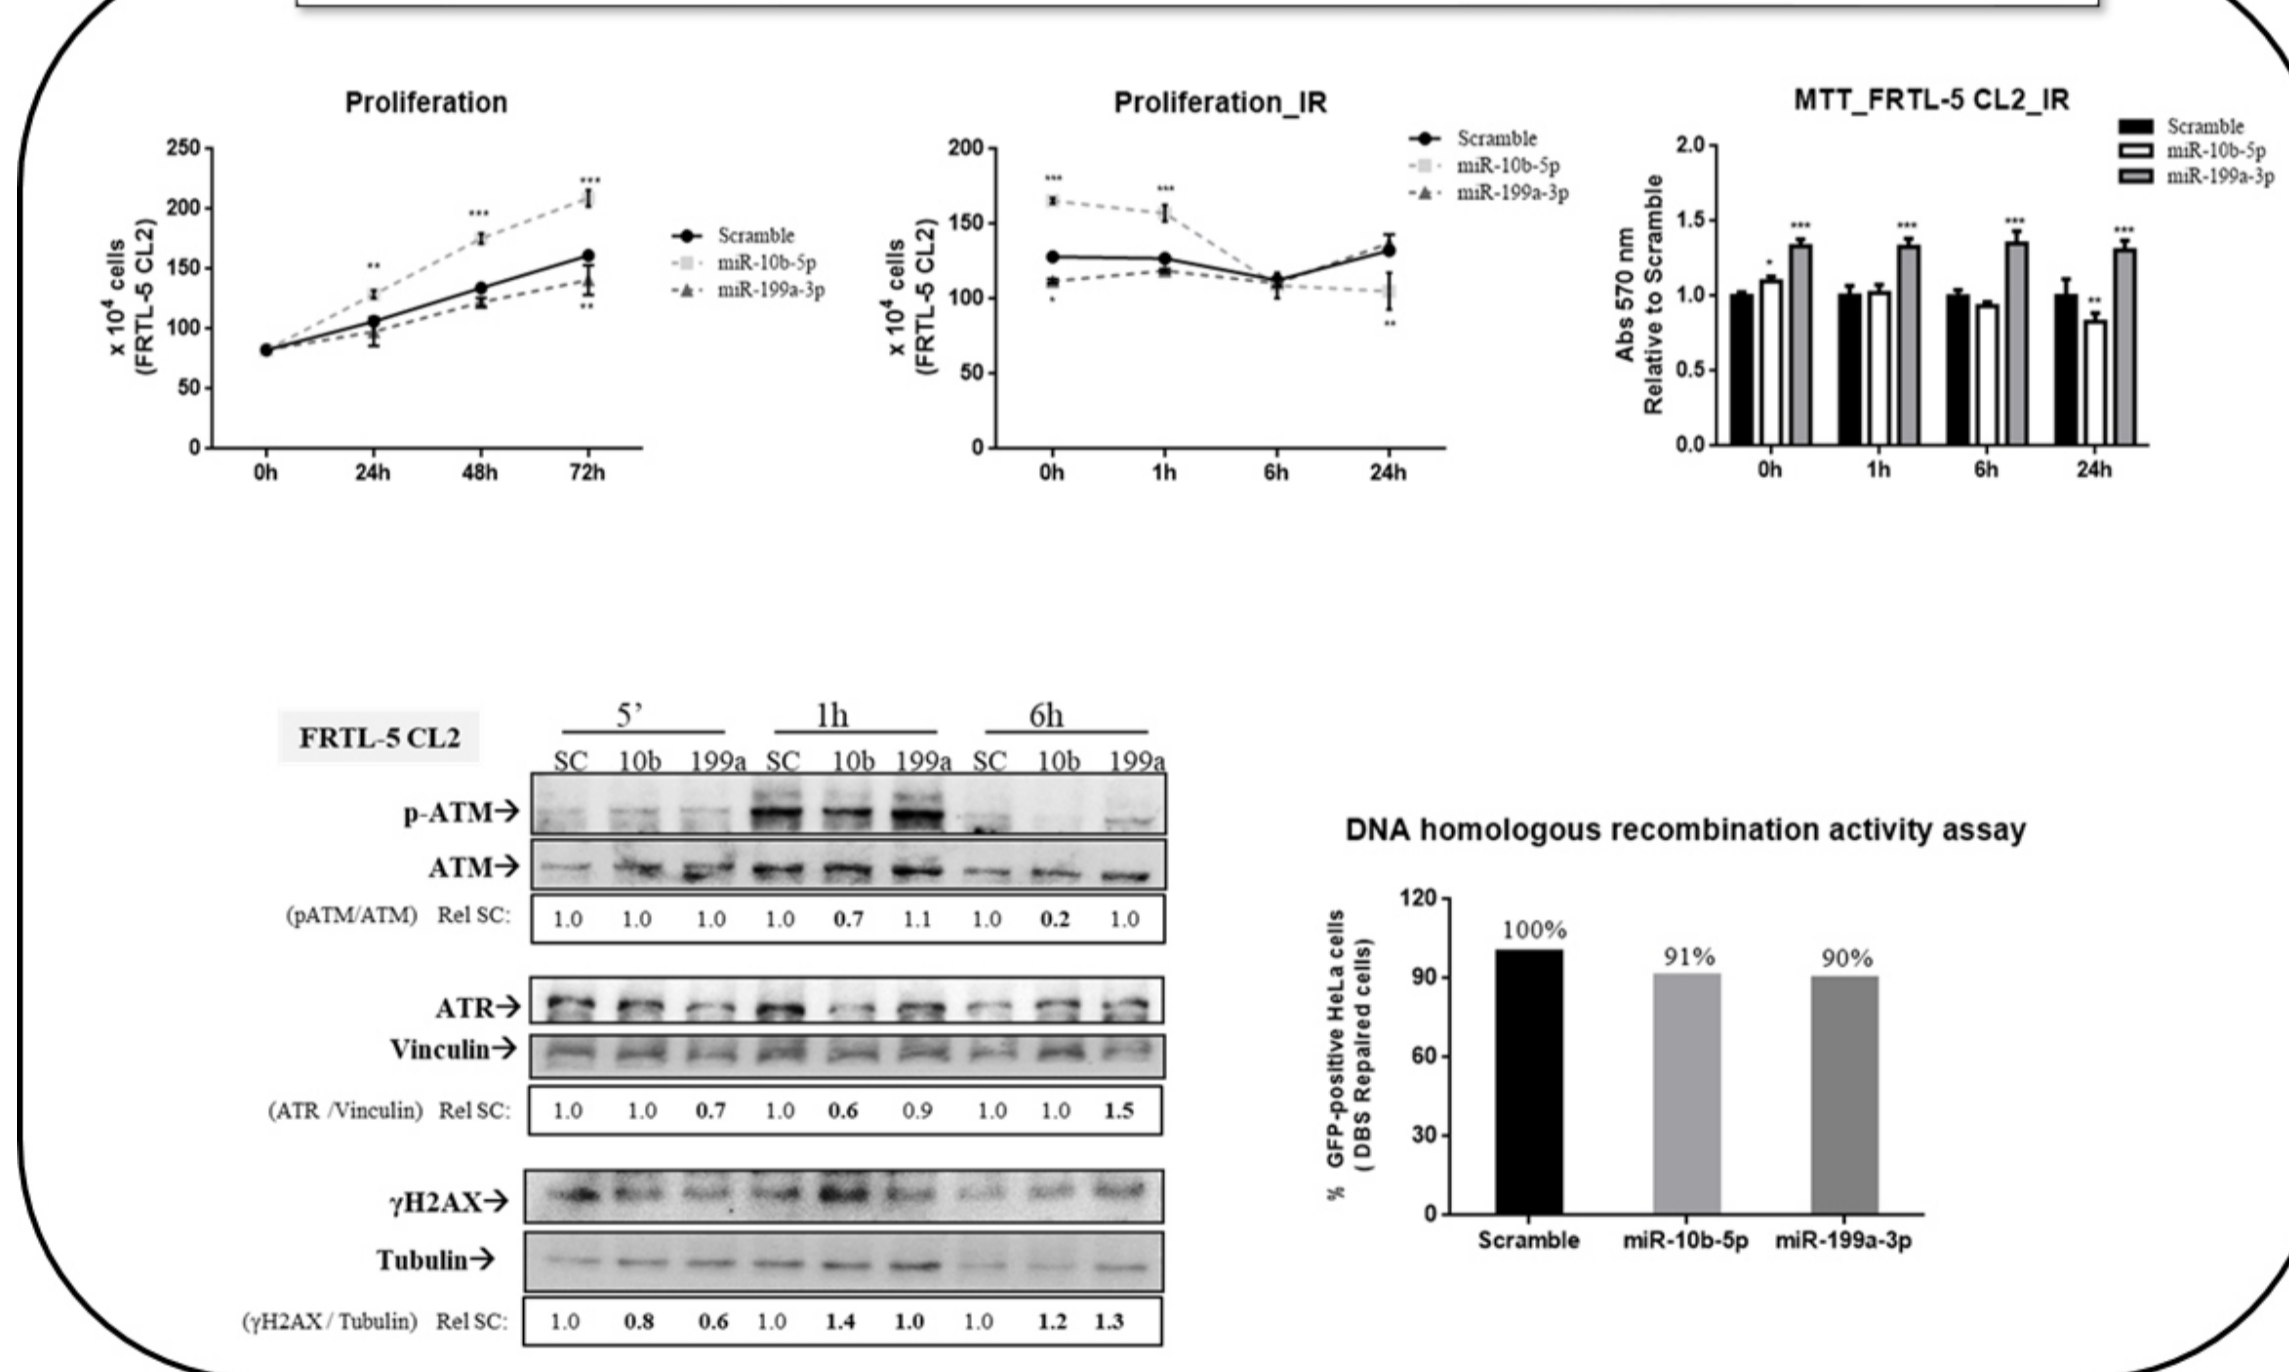 Proliferation
250
200
150
100
50
0
x 10⁴ cells
(FRTL-5 CL2)
**
***
***
**
0h 24h 48h 72h
Scramble
miR-10b-5p
miR-199a-3p
Proliferation_IR
200
150
100
50
0
x 10⁴ cells
(FRTL-5 CL2)
***
***
*
**
0h 1h 6h 24h
Scramble
miR-10b-5p
miR-199a-3p
MTT_FRTL-5 CL2_IR
Scramble
miR-10b-5p
miR-199a-3p
2.0
1.5
1.0
0.5
0.0
Abs 570 nm
Relative to Scramble
* *** *** *** ** ***
0h 1h 6h 24h
FRTL-5 CL2
5’ 1h 6h
SC 10b 199a SC 10b 199a SC 10b 199a
p-ATM→
ATM→
(pATM/ATM) Rel SC: 1.0 1.0 1.0 1.0 0.7 1.1 1.0 0.2 1.0
ATR→
Vinculin→
(ATR /Vinculin) Rel SC: 1.0 1.0 0.7 1.0 0.6 0.9 1.0 1.0 1.5
γH2AX→
Tubulin→
(γH2AX / Tubulin) Rel SC: 1.0 0.8 0.6 1.0 1.4 1.0 1.0 1.2 1.3
DNA homologous recombination activity assay
120
90
60
30
0
% GFP-positive HeLa cells
( DBS Repaired cells)
100% 91% 90%
Scramble miR-10b-5p miR-199a-3p